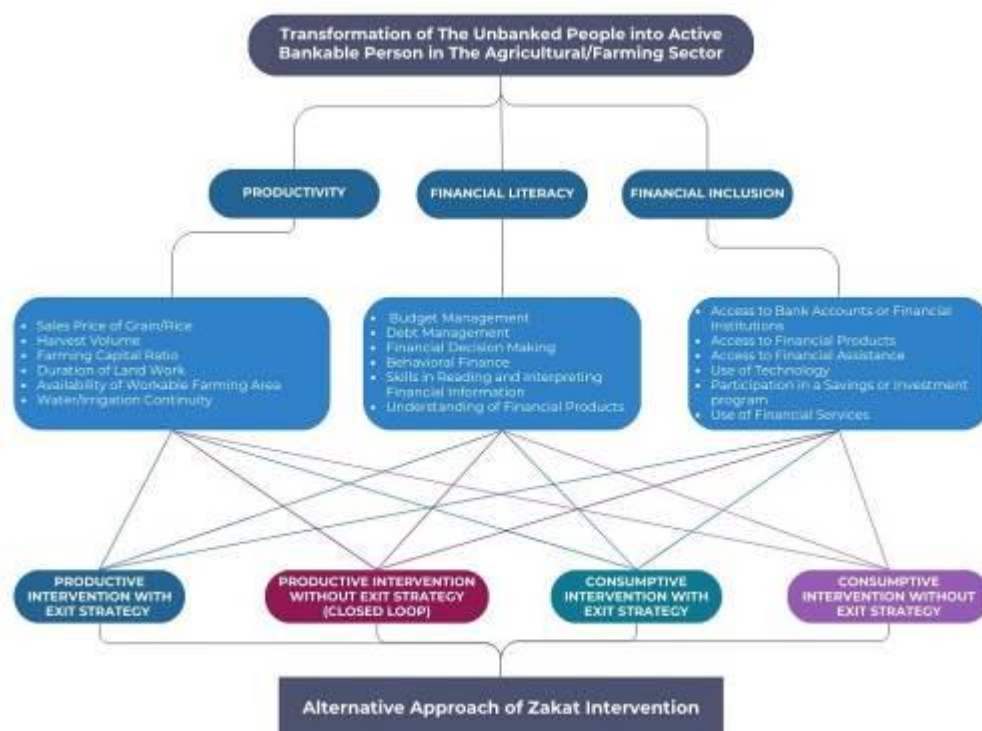 Transformation of The Unbanked People into Active
Bankable Person in The Agricultural/Farming Sector
PRODUCTIVITY
FINANCIAL LITERACY
FINANCIAL INCLUSION
• Sales Price of Grain/Rice
• Harvest Volume
• Farming Capital Ratio
• Duration of Land Work
• Availability of Workable Farming Area
• Water/Irrigation Continuity
• Budget Management
• Debt Management
• Financial Decision Making
• Behavioral Finance
• Skills in Reading and Interpreting
Financial Information
• Understanding of Financial Products
• Access to Bank Accounts or Financial
Institutions
• Access to Financial Products
• Access to Financial Assistance
• Use of Technology
• Participation in a Savings or Investment
program
• Use of Financial Services
PRODUCTIVE
INTERVENTION WITH
EXIT STRATEGY
PRODUCTIVE INTERVENTION
WITHOUT EXIT STRATEGY
(CLOSED LOOP)
CONSUMPTIVE
INTERVENTION WITH
EXIT STRATEGY
CONSUMPTIVE
INTERVENTION WITHOUT
EXIT STRATEGY
Alternative Approach of Zakat Intervention